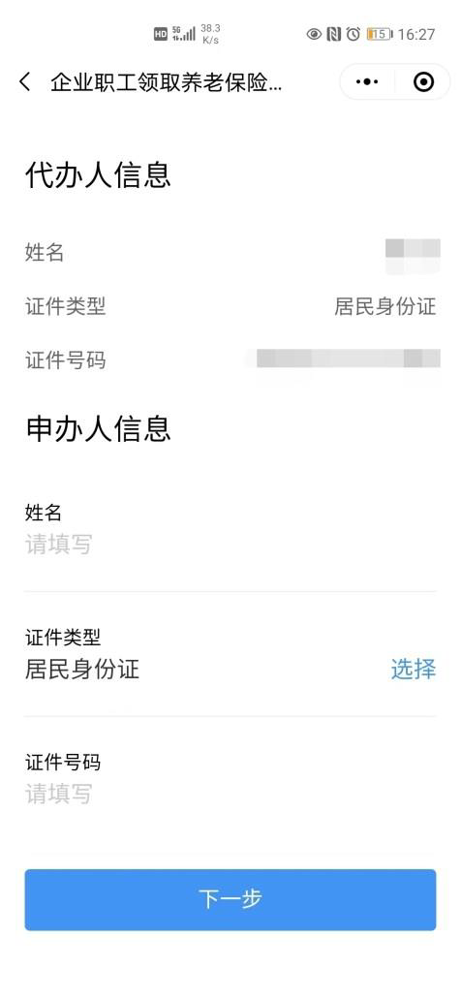 HD 5G 38.3 K/s 15 16:27
企业职工领取养老保险...
代办人信息
姓名
证件类型 居民身份证
证件号码
申办人信息
姓名
请填写
证件类型
居民身份证 选择
证件号码
请填写
下一步